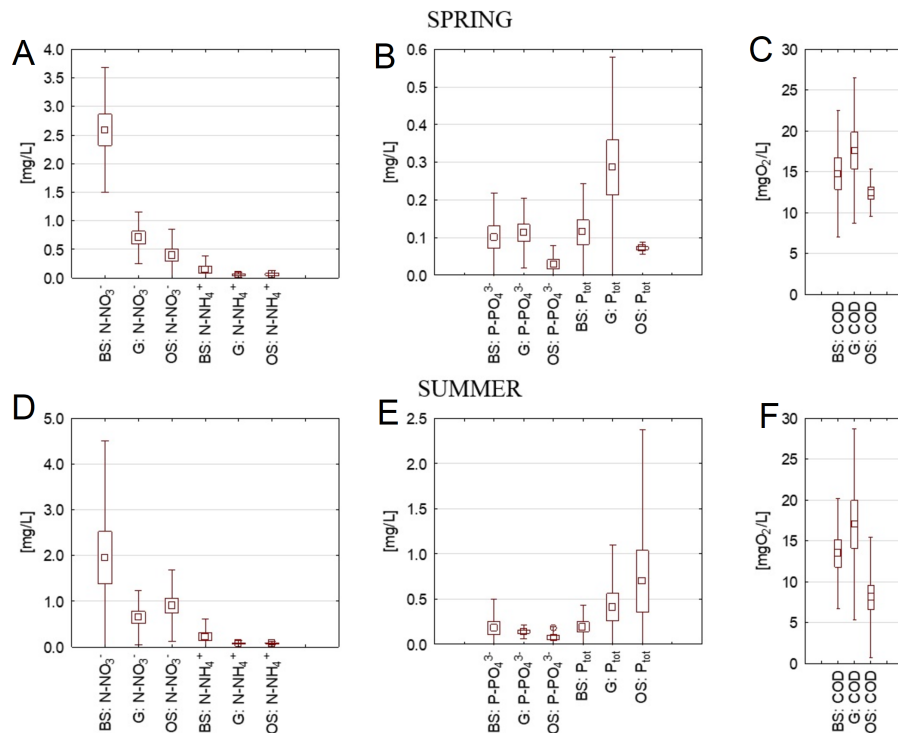 SPRING
A
4.0
3.5
3.0
2.5
2.0
1.5
1.0
0.5
0.0
[mg/L]
BS: N-NO₃⁻
G: N-NO₃⁻
OS: N-NO₃⁻
BS: N-NH₄⁺
G: N-NH₄⁺
OS: N-NH₄⁺
B
0.6
0.5
0.4
0.3
0.2
0.1
0.0
[mg/L]
BS: P-PO₄³⁻
G: P-PO₄³⁻
OS: P-PO₄³⁻
BS: Pₜₒₜ
G: Pₜₒₜ
OS: Pₜₒₜ
C
30
25
20
15
10
5
0
[mgO₂/L]
BS: COD
G: COD
OS: COD
SUMMER
D
5.0
4.0
3.0
2.0
1.0
0.0
[mg/L]
BS: N-NO₃⁻
G: N-NO₃⁻
OS: N-NO₃⁻
BS: N-NH₄⁺
G: N-NH₄⁺
OS: N-NH₄⁺
E
2.5
2.0
1.5
1.0
0.5
0.0
[mg/L]
BS: P-PO₄³⁻
G: P-PO₄³⁻
OS: P-PO₄³⁻
BS: Pₜₒₜ
G: Pₜₒₜ
OS: Pₜₒₜ
F
30
25
20
15
10
5
0
[mgO₂/L]
BS: COD
G: COD
OS: COD